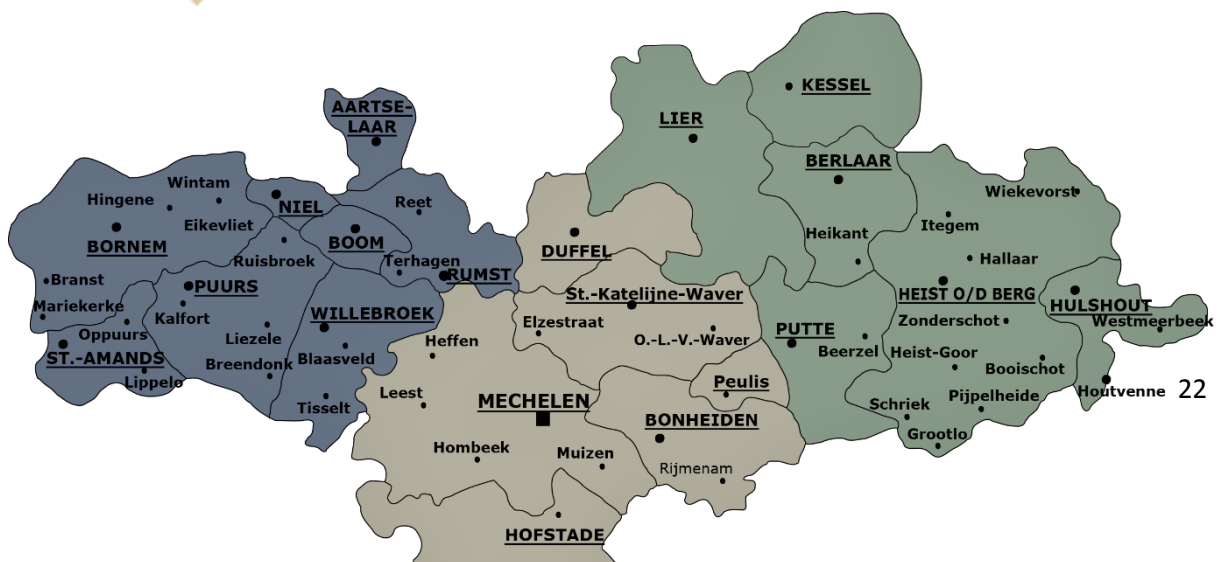 AARTSE-
LAAR
Wintam
Hingene
Eikevliet
BORNEM
NIEL
Reet
BOOM
Ruisbroek
Terhagen
RUMST
Branst
PUURS
Mariekerke
Kalfort
Oppuurs
WILLEBROEK
ST.-AMANDS
Liezele
Blaasveld
Breendonk
Lippelo
Tisselt
DUFFEL
St.-Katelijne-Waver
Elzestraat
Heffen
O.-L.-V.-Waver
Leest
Peulis
MECHELEN
BONHEIDEN
Hombeek
Muizen
Rijmenam
HOFSTADE
KESSEL
LIER
BERLAAR
Wiekevorst
Itegem
Heikant
Hallaar
HEIST O/D BERG
HULSHOUT
Westmeerbeek
PUTTE
Zonderschot
Beerzel
Heist-Goor
Booischot
Houtvenne
Pijpelheide
Schriek
Grootlo
22